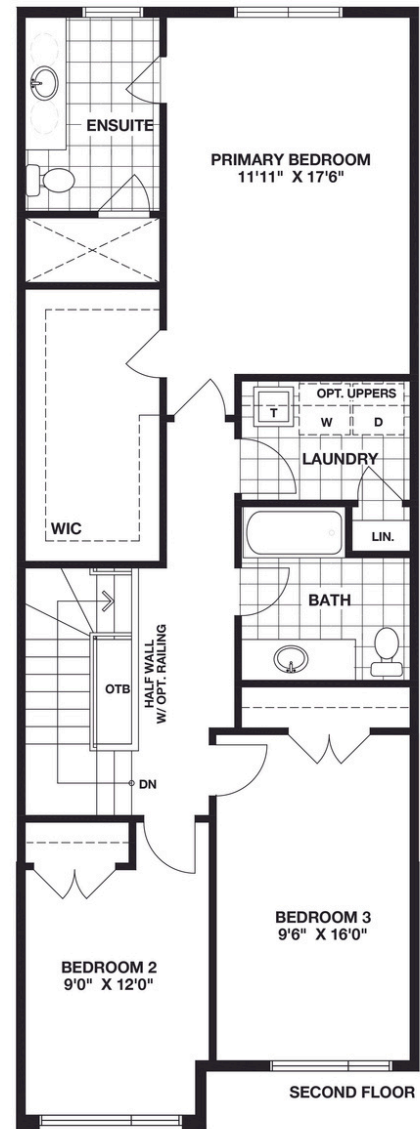 ENSUITE
PRIMARY BEDROOM
11'11" X 17'6"
OPT. UPPERS
T
W
D
LAUNDRY
WIC
LIN.
BATH
HALF WALL
W/ OPT. RAILING
OTB
DN
BEDROOM 3
9'6" X 16'0"
BEDROOM 2
9'0" X 12'0"
SECOND FLOOR